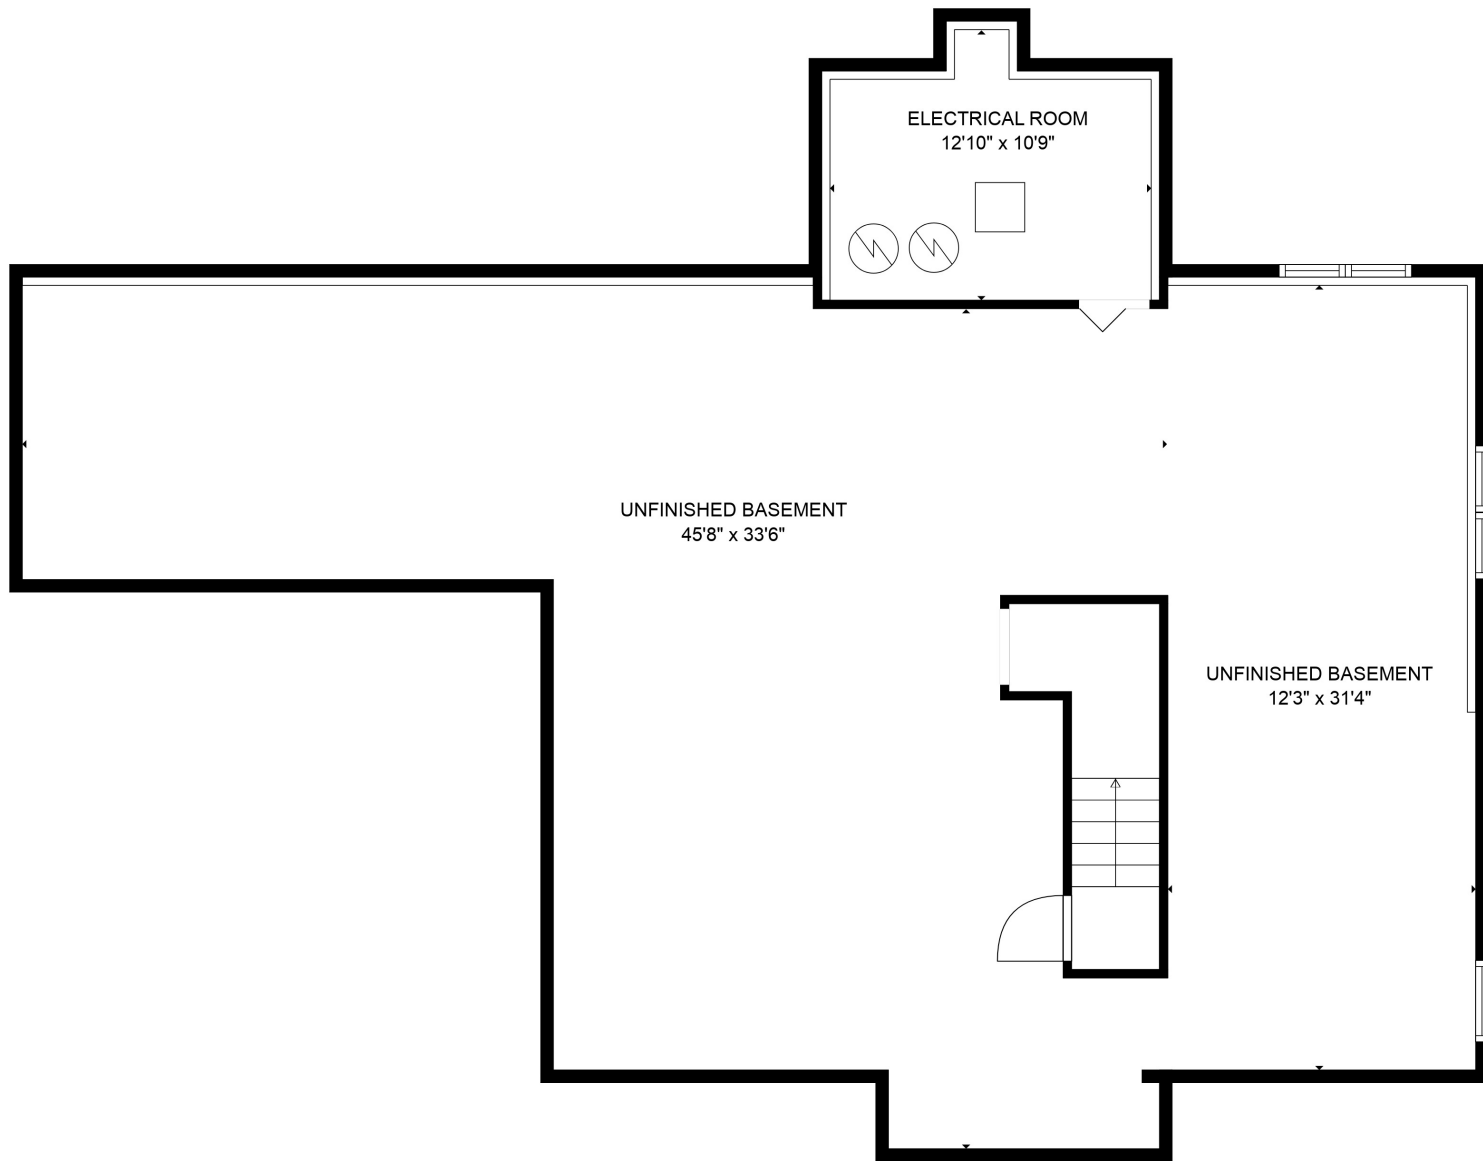 ELECTRICAL ROOM
12'10" x 10'9"
UNFINISHED BASEMENT
45'8" x 33'6"
UNFINISHED BASEMENT
12'3" x 31'4"